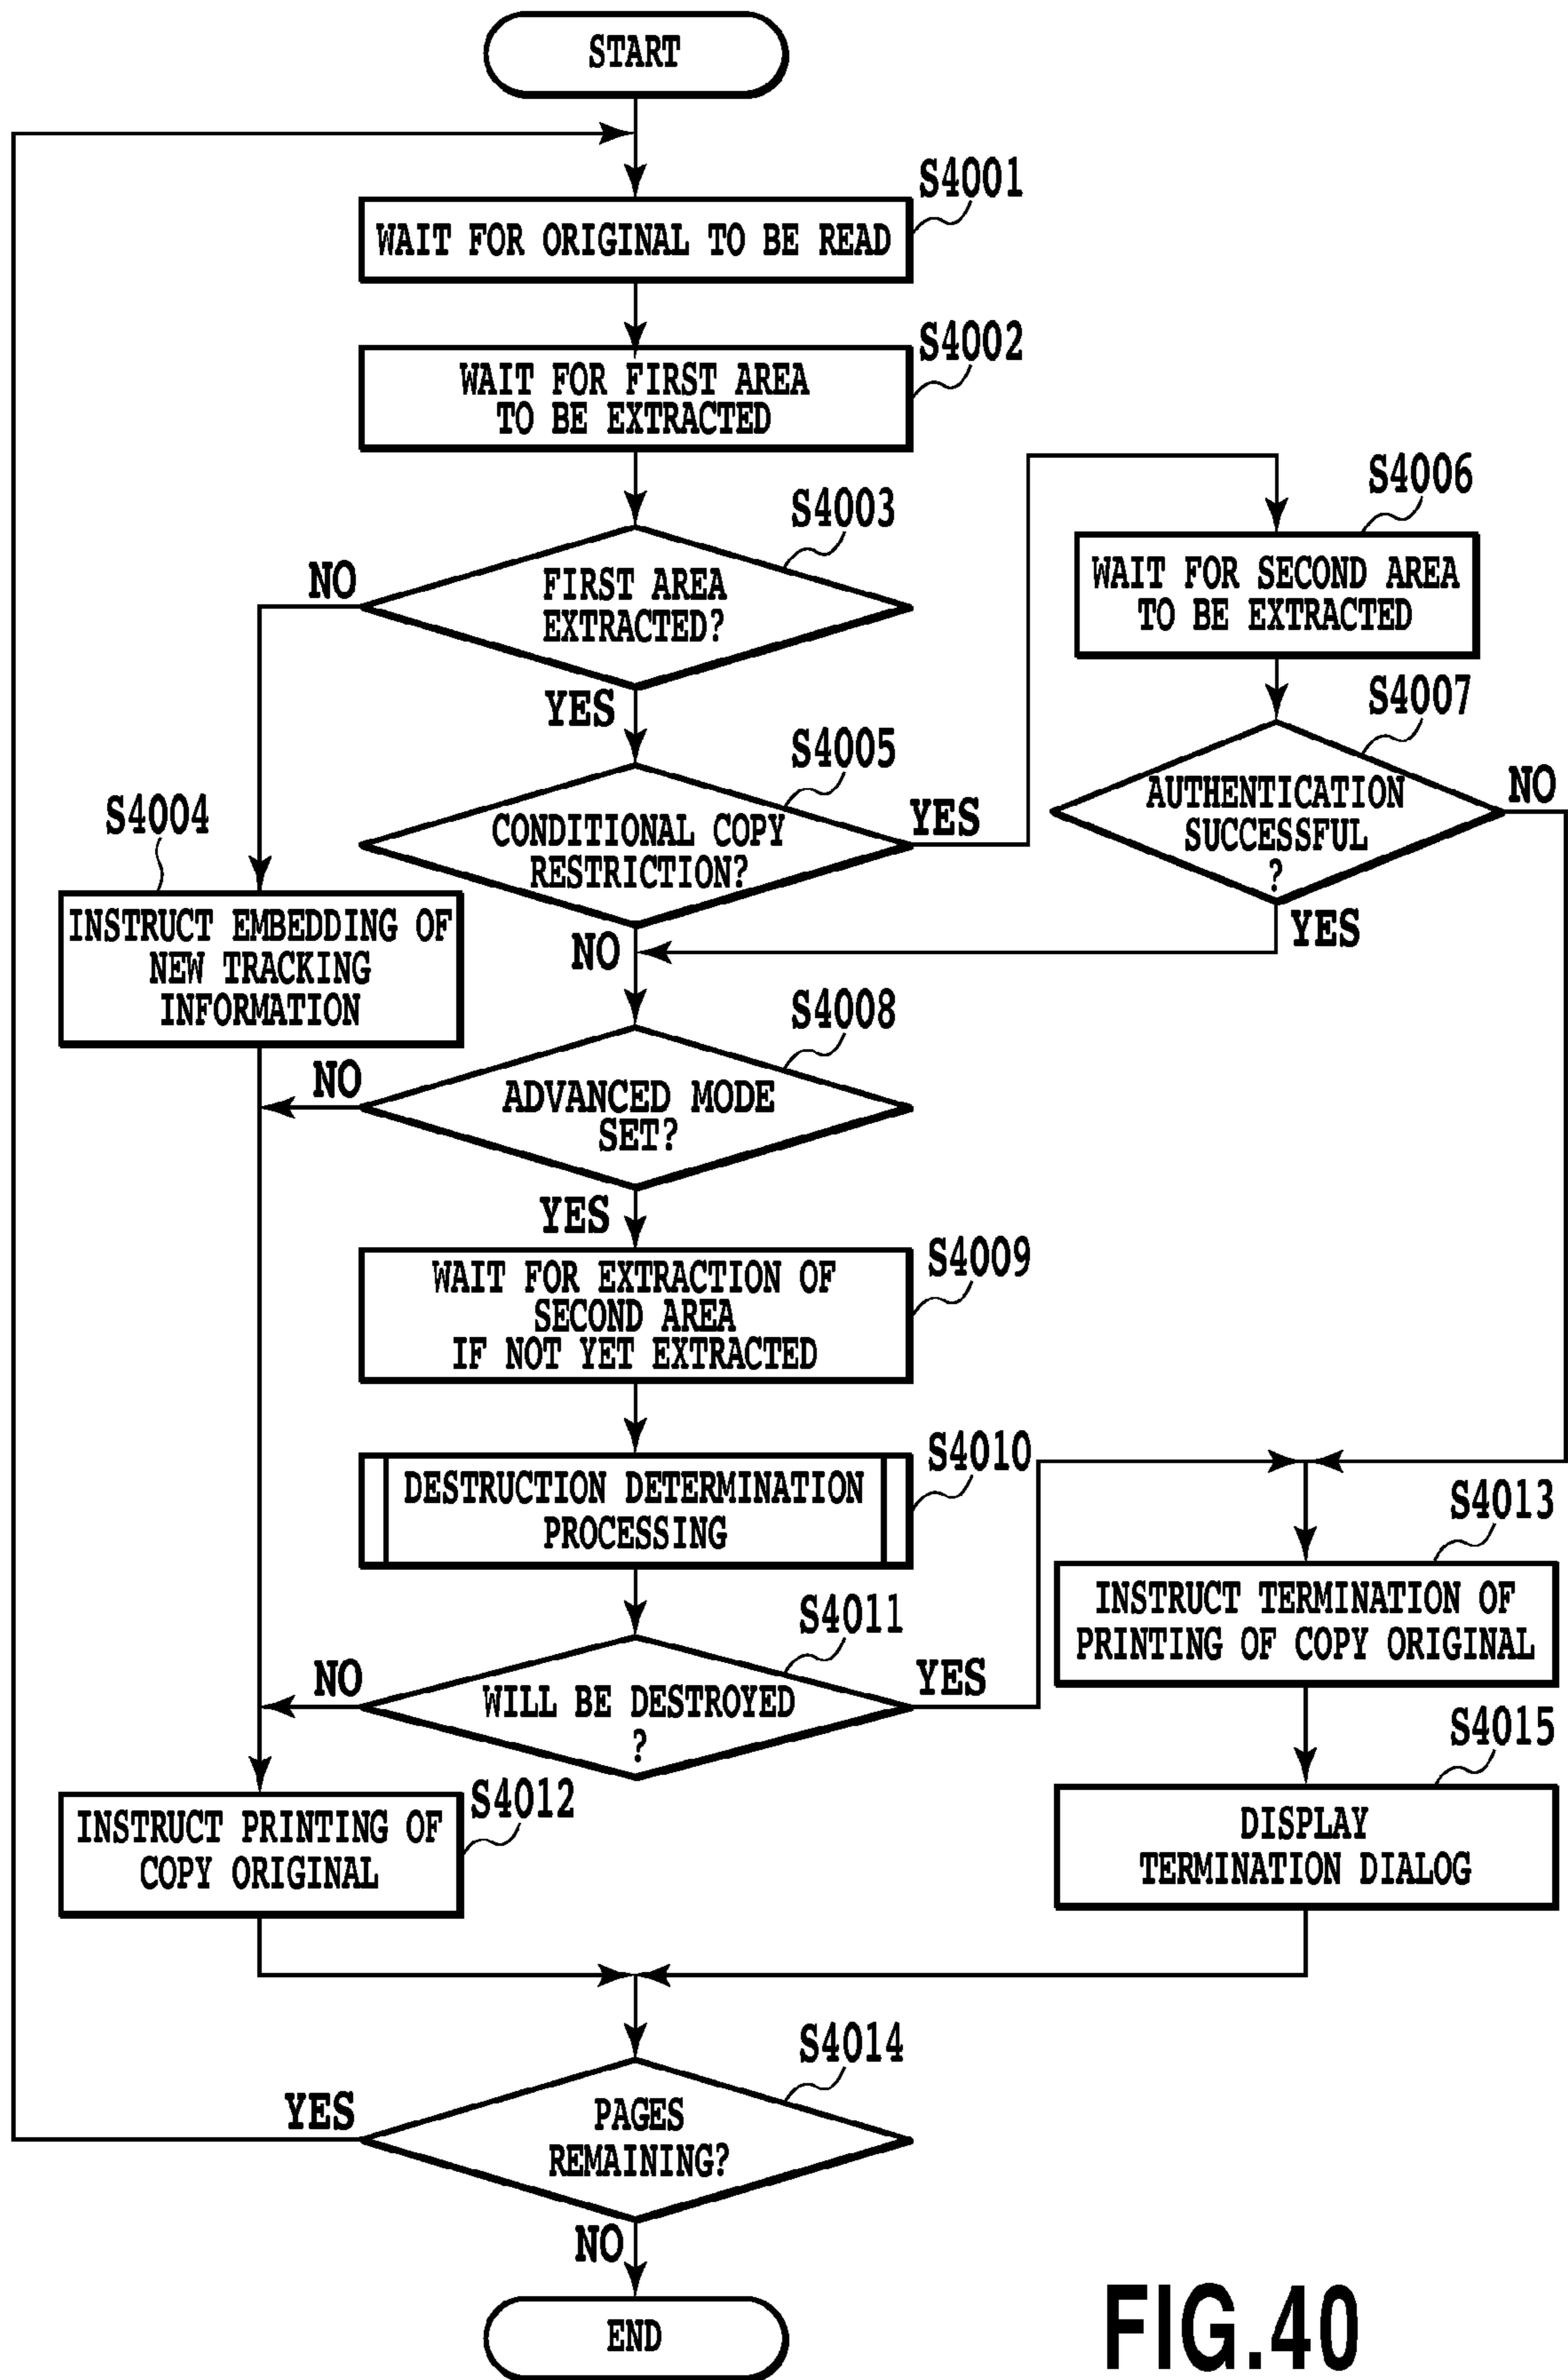 START
S4001
WAIT FOR ORIGINAL TO BE READ
S4002
WAIT FOR FIRST AREA
TO BE EXTRACTED
S4003
FIRST AREA
EXTRACTED?
NO
YES
S4006
WAIT FOR SECOND AREA
TO BE EXTRACTED
S4007
AUTHENTICATION
SUCCESSFUL
?
NO
YES
S4005
CONDITIONAL COPY
RESTRICTION?
YES
NO
S4004
INSTRUCT EMBEDDING OF
NEW TRACKING
INFORMATION
S4008
ADVANCED MODE
SET?
NO
YES
S4009
WAIT FOR EXTRACTION OF
SECOND AREA
IF NOT YET EXTRACTED
S4010
DESTRUCTION DETERMINATION
PROCESSING
S4011
WILL BE DESTROYED
?
NO
YES
S4013
INSTRUCT TERMINATION OF
PRINTING OF COPY ORIGINAL
S4015
DISPLAY
TERMINATION DIALOG
S4012
INSTRUCT PRINTING OF
COPY ORIGINAL
S4014
PAGES
REMAINING?
YES
NO
END
FIG.40